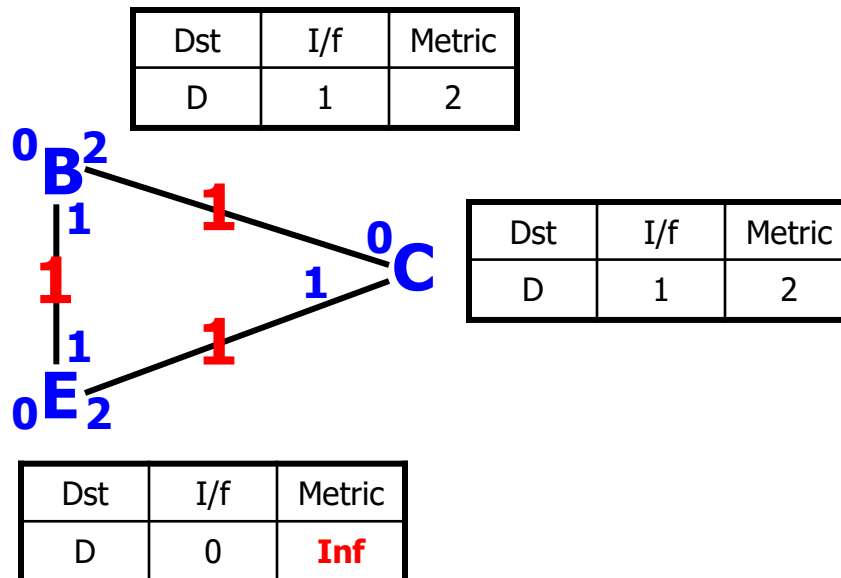 Dst I/f Metric
D 1 2
0 B 2
1
1
0
C
Dst I/f Metric
D 1 2
1
1
1
1
0 E 2
Dst I/f Metric
D 0 Inf